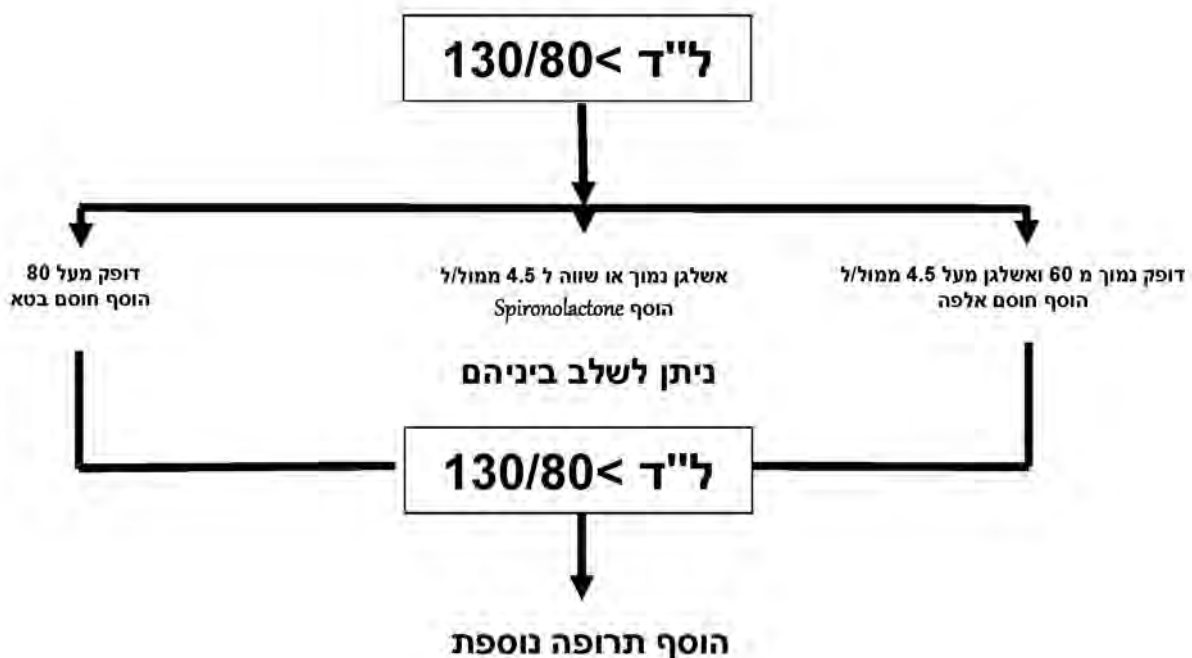 ל"ד >130/80
דופק נמוך מ 60 ואשלגן מעל 4.5 ממול/ל
הוסף חוסם אלפה
אשלגן נמוך או שווה ל 4.5 ממול/ל
הוסף Spironolactone
דופק מעל 80
הוסף חוסם בטא
ניתן לשלב ביניהם
ל"ד >130/80
הוסף תרופה נוספת